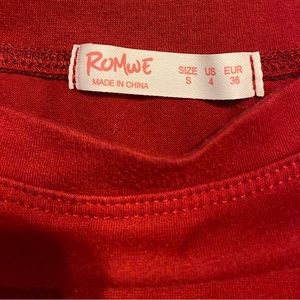 ROMWE
MADE IN CHINA
SIZE US EUR
S 4 36